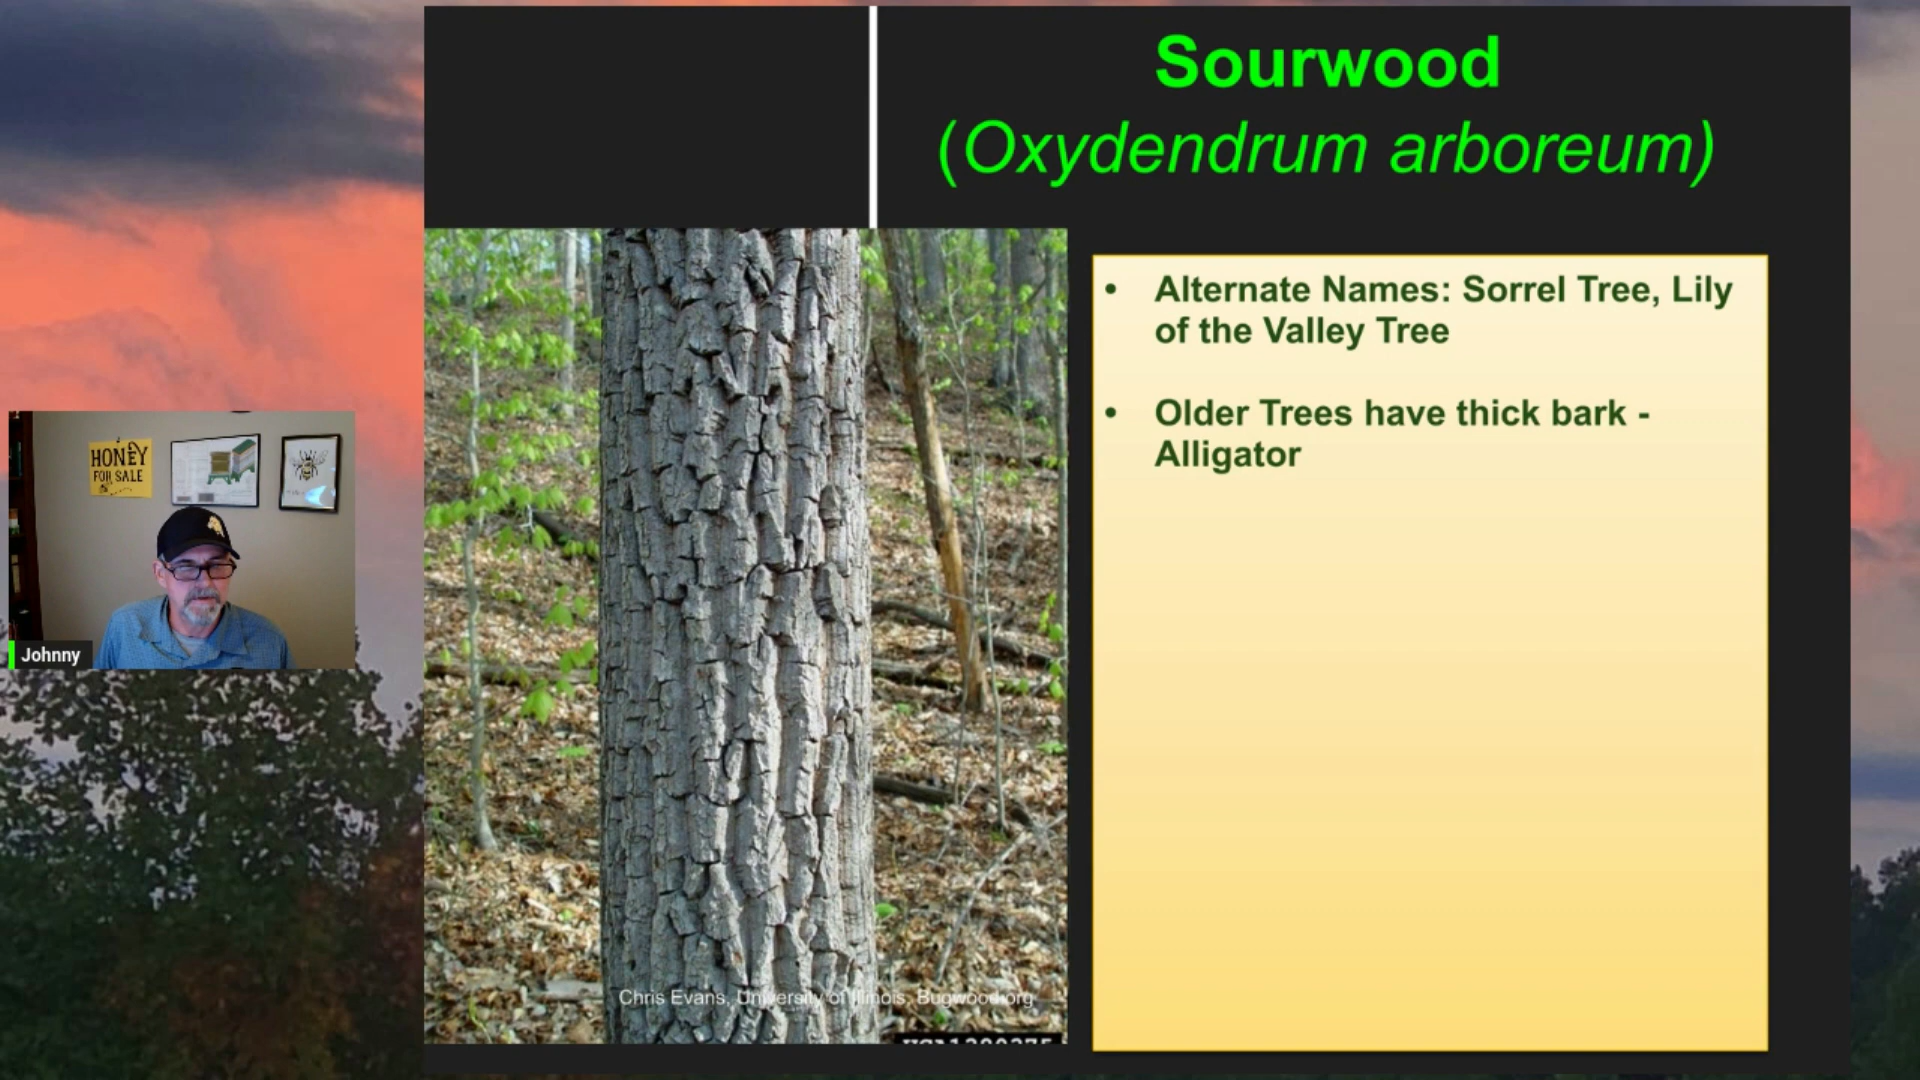 Sourwood
(Oxydendrum arboreum)
• Alternate Names: Sorrel Tree, Lily
of the Valley Tree
• Older Trees have thick bark -
Alligator
HONEY
FOR SALE
Johnny
Chris Evans, University of Illinois, Bugwood.org